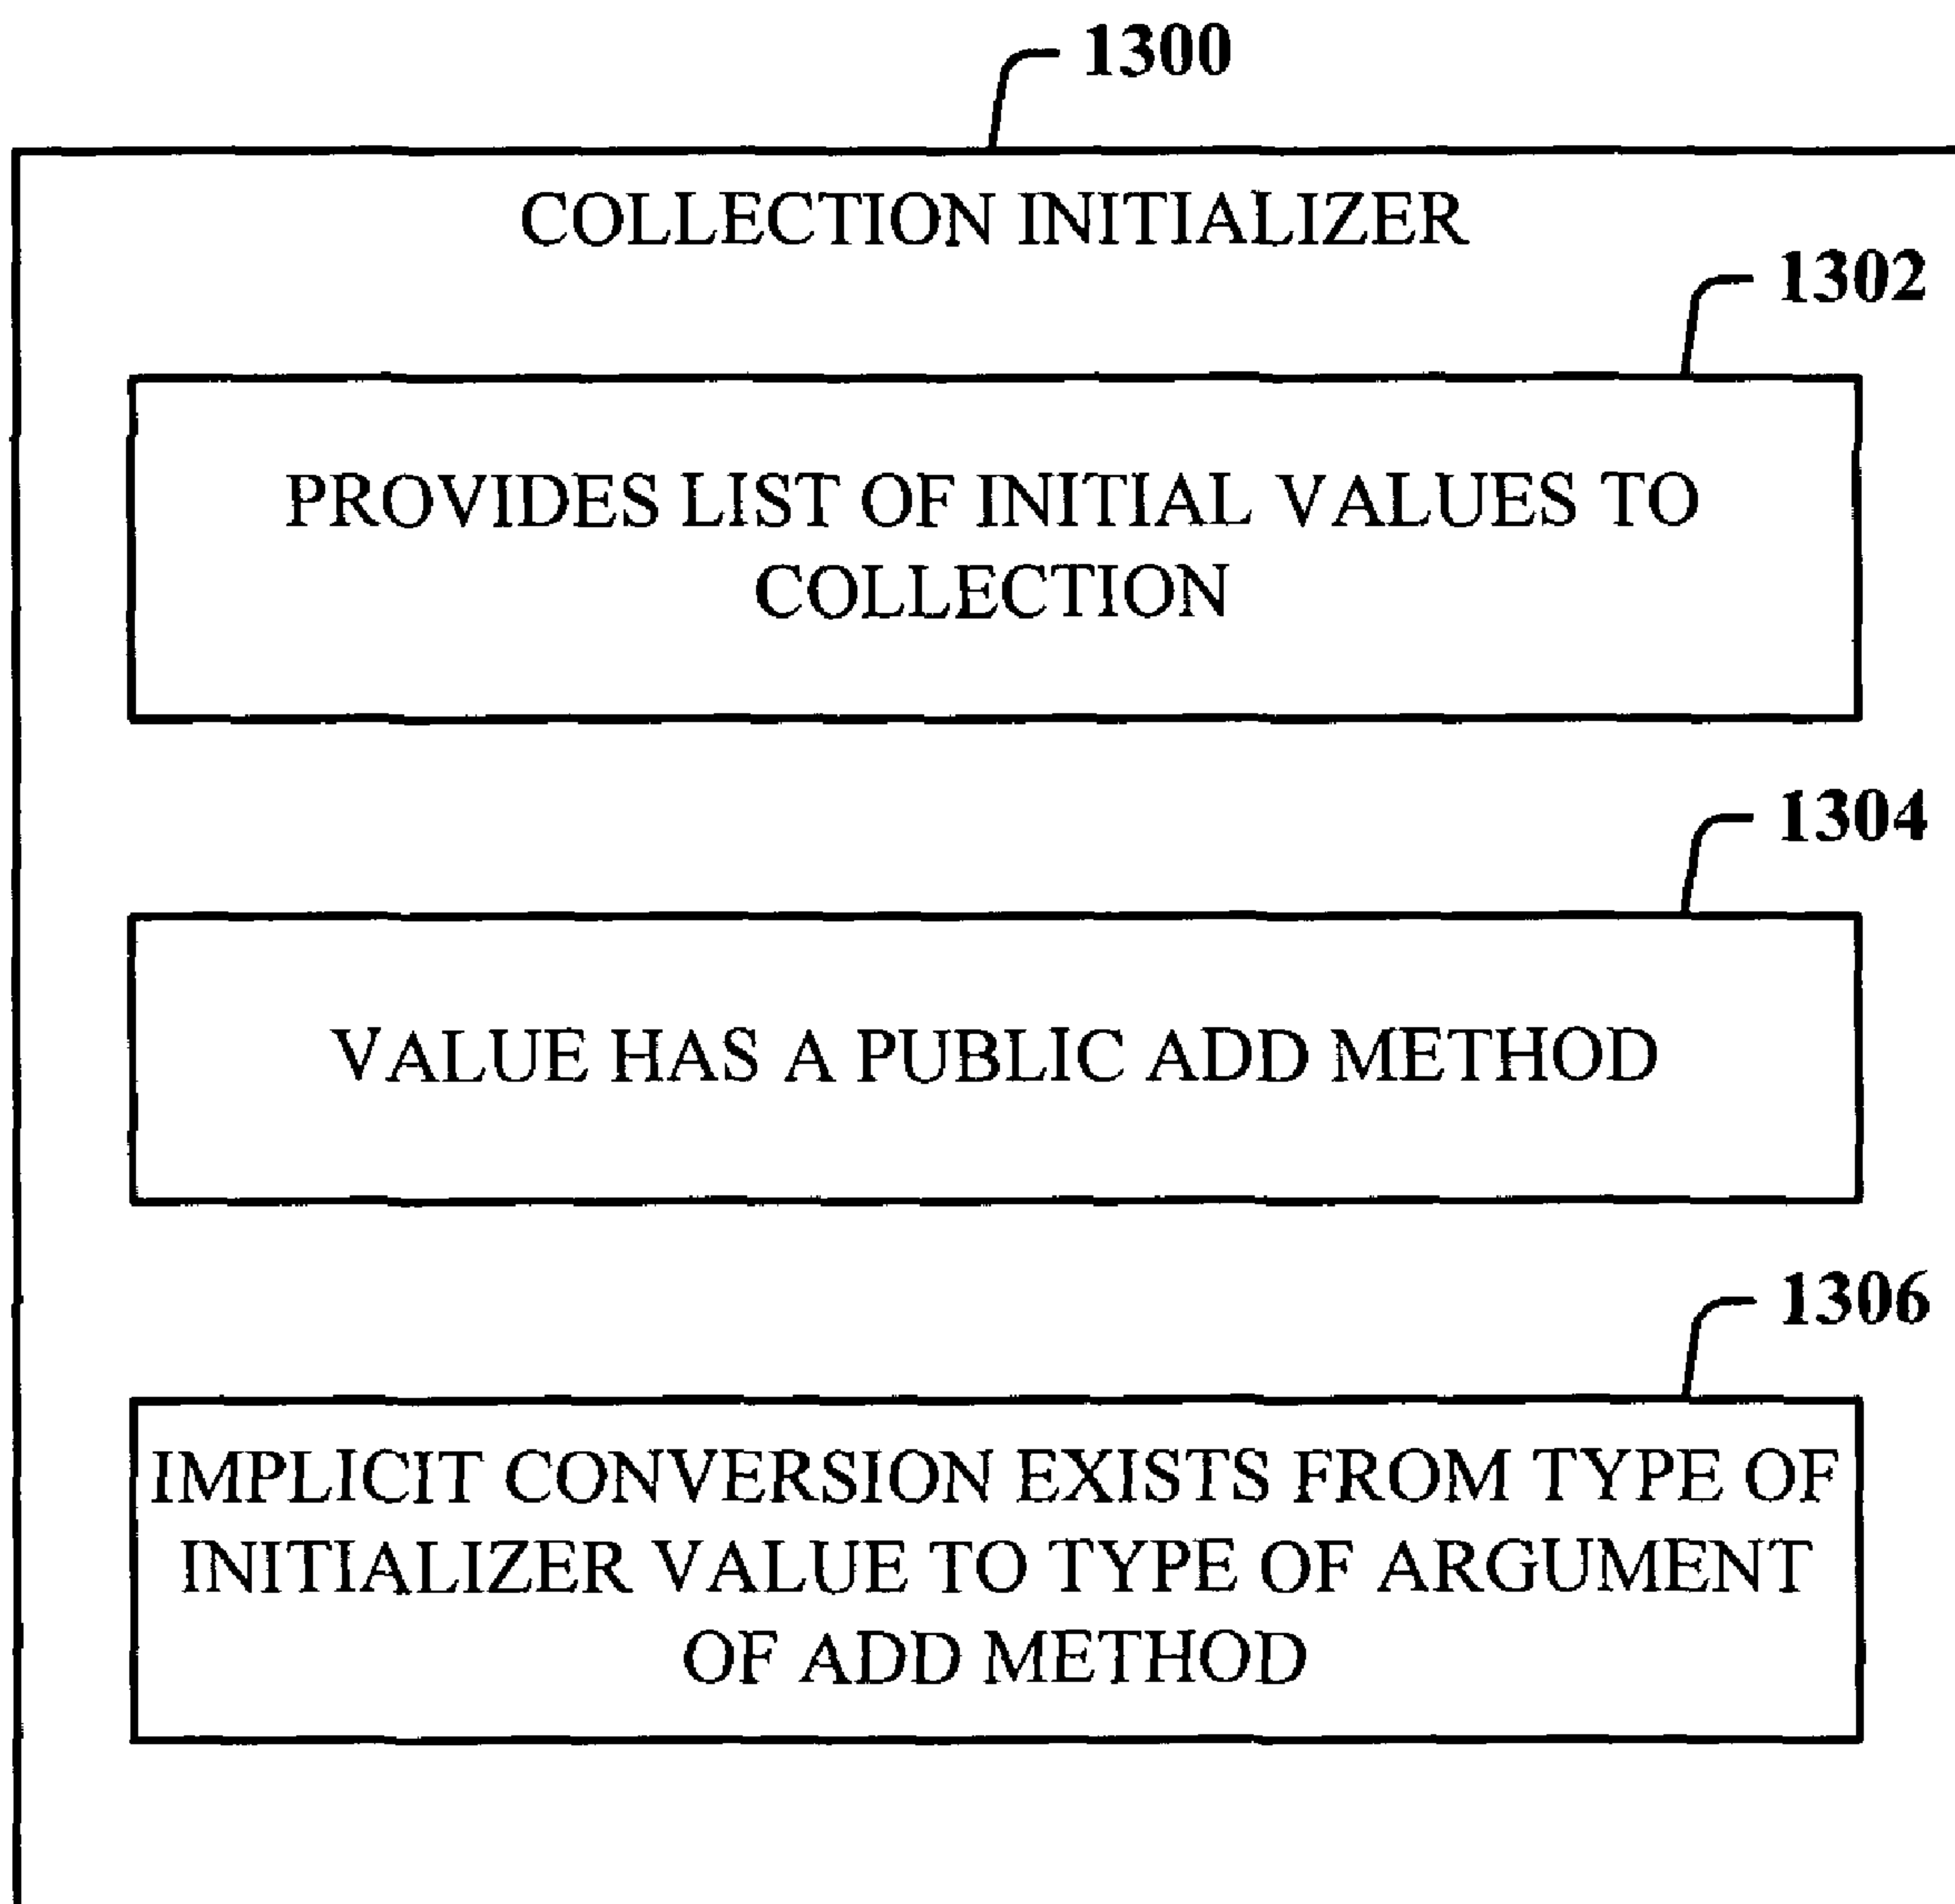 1300
COLLECTION INITIALIZER
1302
PROVIDES LIST OF INITIAL VALUES TO
COLLECTION
1304
VALUE HAS A PUBLIC ADD METHOD
1306
IMPLICIT CONVERSION EXISTS FROM TYPE OF
INITIALIZER VALUE TO TYPE OF ARGUMENT
OF ADD METHOD